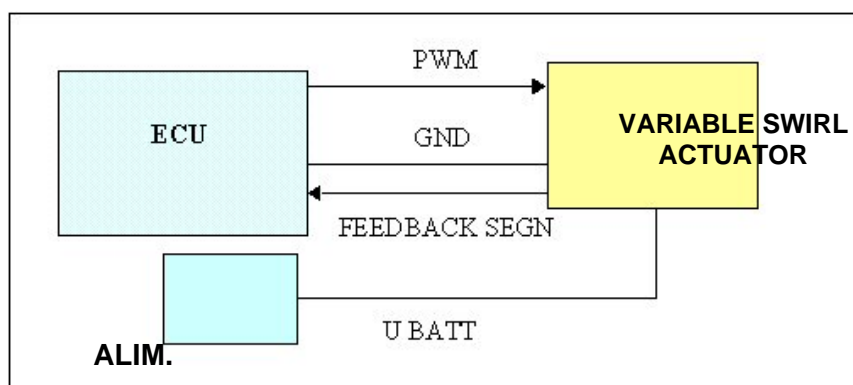 PWM
ECU
GND
VARIABLE SWIRL
ACTUATOR
FEEDBACK SEGN
U BATT
ALIM.